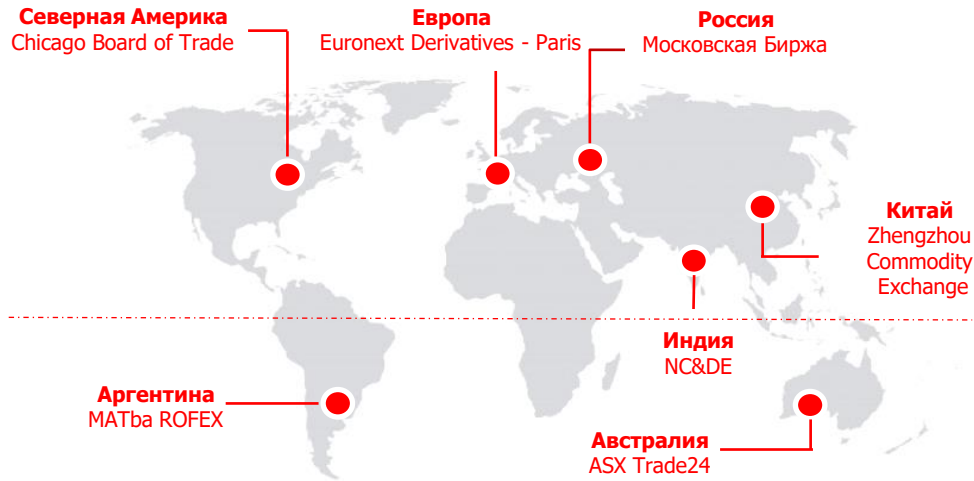 Северная Америка
Chicago Board of Trade
Европа
Euronext Derivatives - Paris
Россия
Московская Биржа
Китай
Zhengzhou
Commodity
Exchange
Индия
NC&DE
Аргентина
MATba ROFEX
Австралия
ASX Trade24